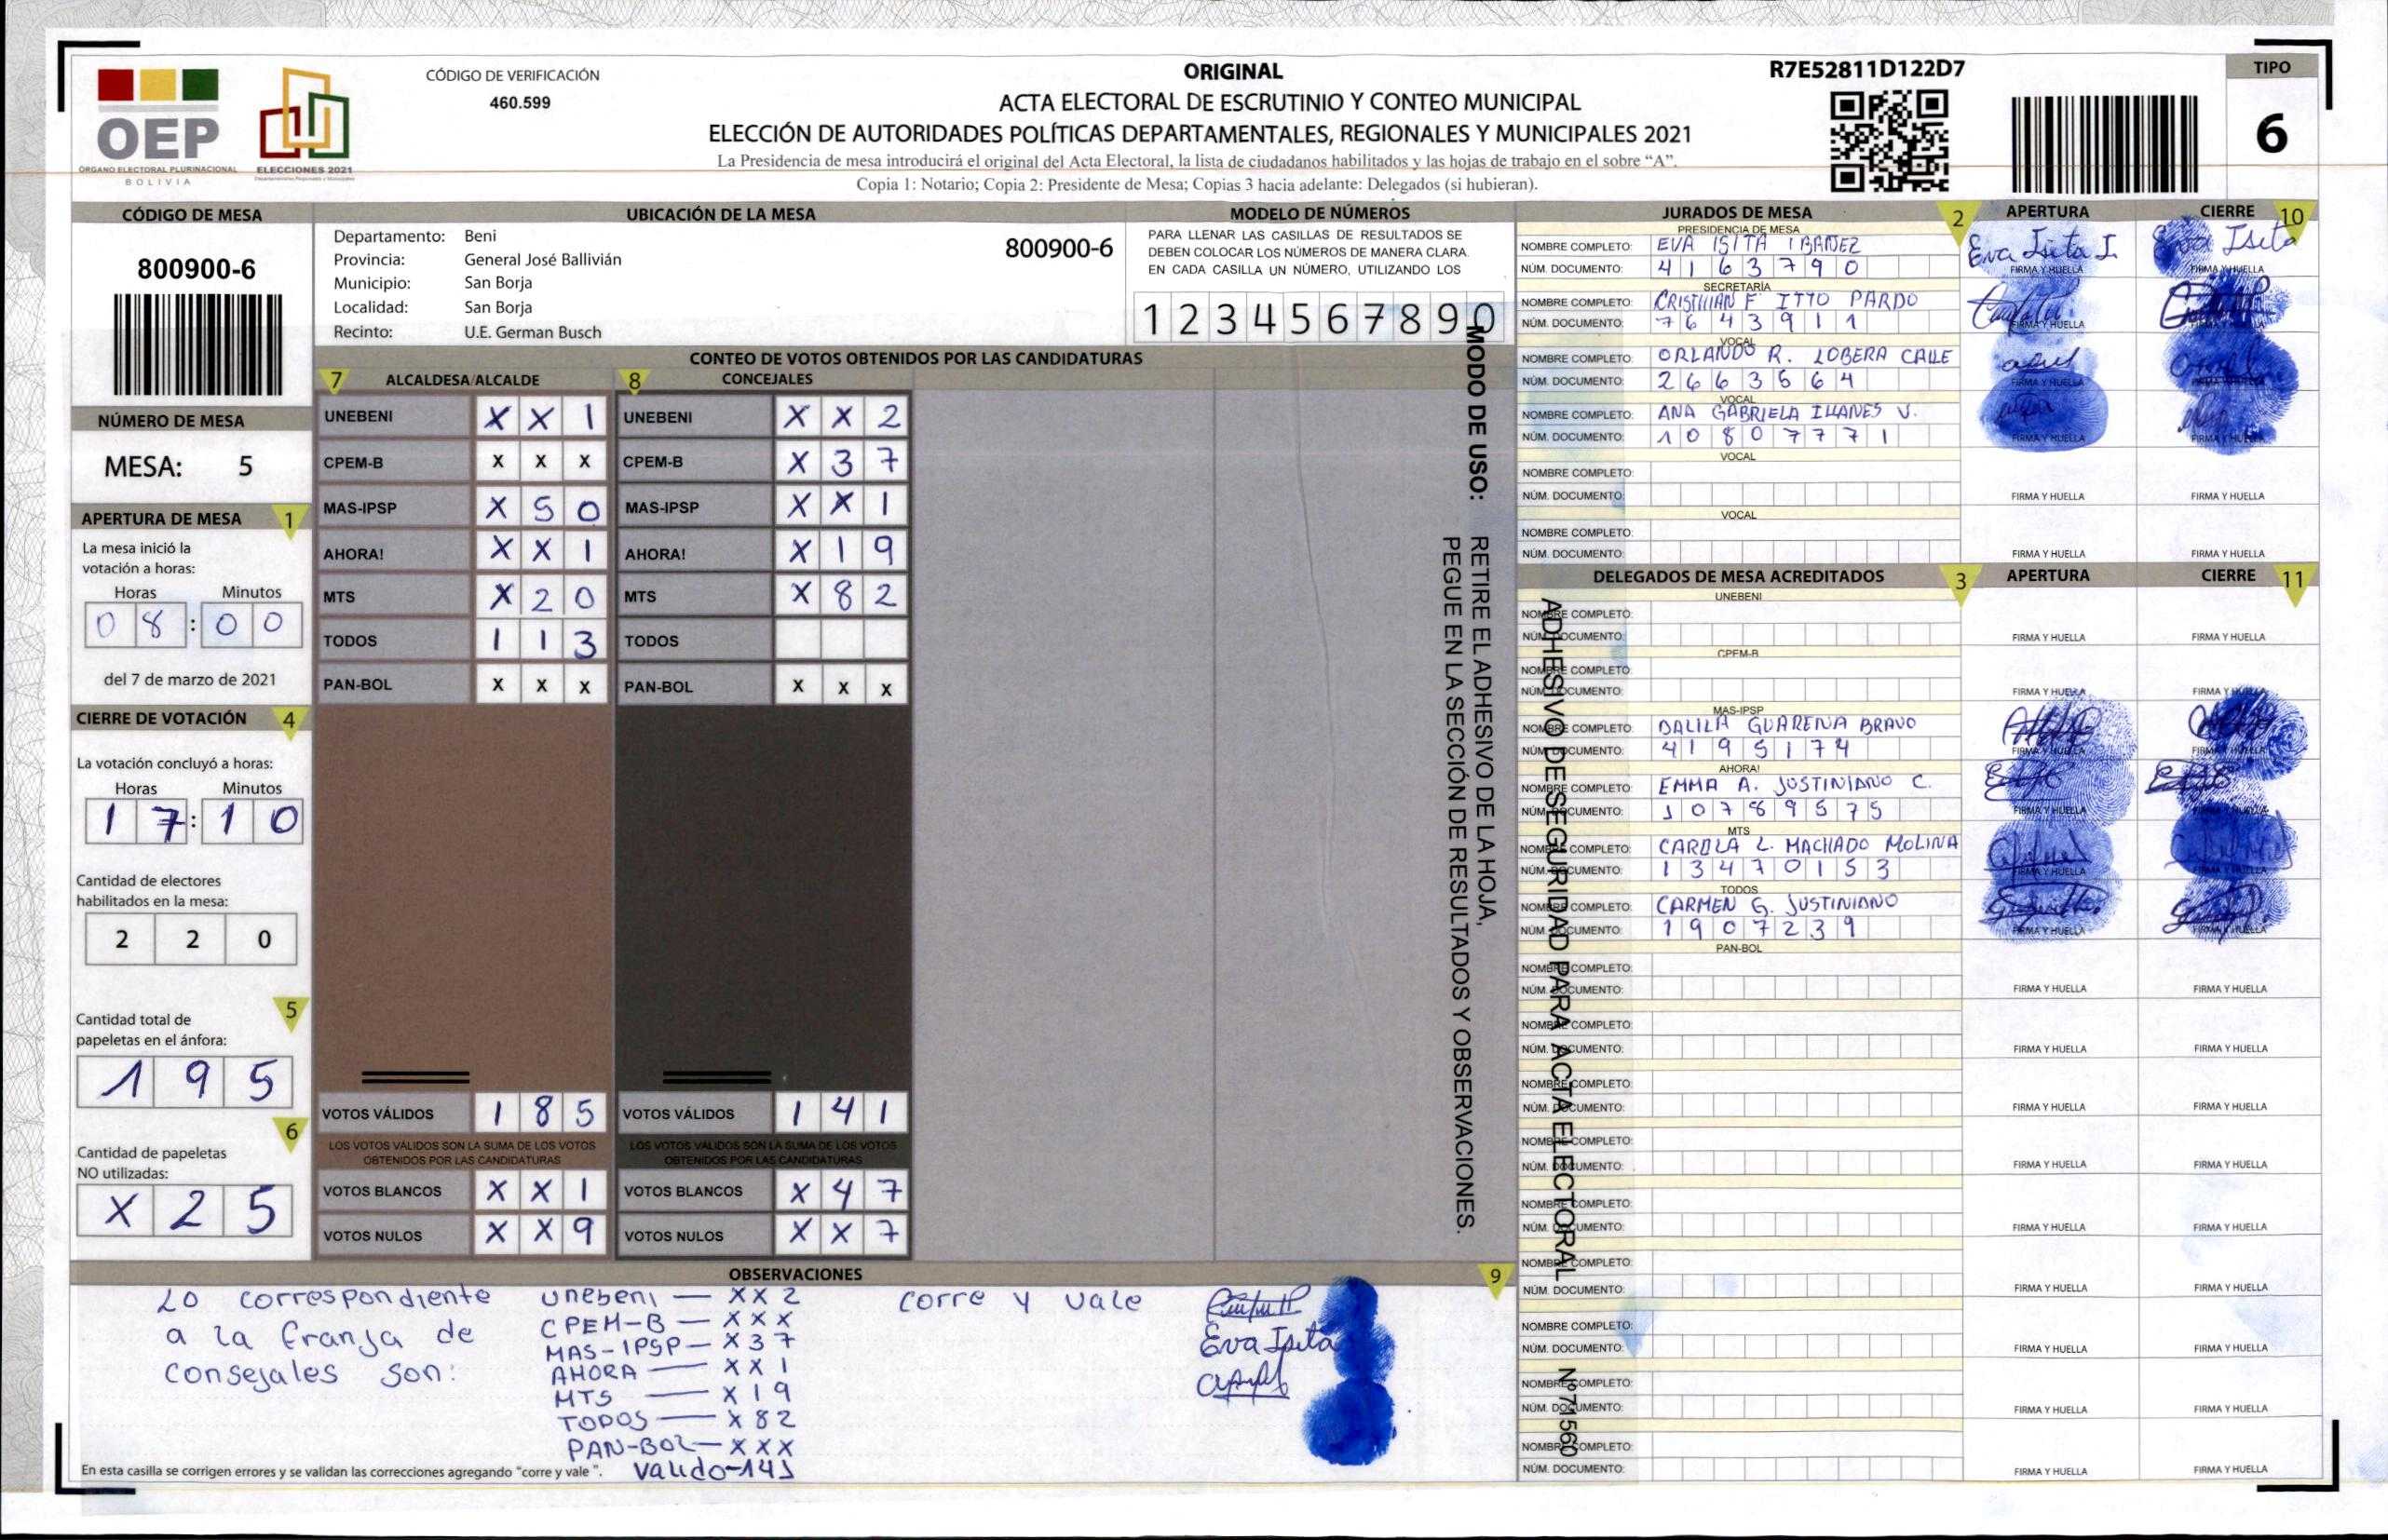 CÓDIGO DE VERIFICACIÓN
460.599
OEP
ÓRGANO ELECTORAL PLURINACIONAL
BOLIVIA
ELECCIONES 2021
ORIGINAL
ACTA ELECTORAL DE ESCRUTINIO Y CONTEO MUNICIPAL
ELECCIÓN DE AUTORIDADES POLÍTICAS DEPARTAMENTALES, REGIONALES Y MUNICIPALES 2021
La Presidencia de mesa introducirá el original del Acta Electoral, la lista de ciudadanos habilitados y las hojas de trabajo en el sobre “A”.
Copia 1: Notario; Copia 2: Presidente de Mesa; Copias 3 hacia adelante: Delegados (si hubieran).
R7E52811D122D7
TIPO
6
CÓDIGO DE MESA
800900-6
NÚMERO DE MESA
MESA: 5
APERTURA DE MESA 1
La mesa inició la
votación a horas:
Horas Minutos
08:00
del 7 de marzo de 2021
CIERRE DE VOTACIÓN 4
La votación concluyó a horas:
Horas Minutos
17:10
Cantidad de electores
habilitados en la mesa:
2 2 0
5
Cantidad total de
papeletas en el ánfora:
1 9 5
6
Cantidad de papeletas
NO utilizadas:
X 2 5
UBICACIÓN DE LA MESA
Departamento: Beni
800900-6
Provincia: General José Ballivián
Municipio: San Borja
Localidad: San Borja
Recinto: U.E. German Busch
MODELO DE NÚMEROS
PARA LLENAR LAS CASILLAS DE RESULTADOS SE
DEBEN COLOCAR LOS NÚMEROS DE MANERA CLARA.
EN CADA CASILLA UN NÚMERO, UTILIZANDO LOS
1 2 3 4 5 6 7 8 9 0
CONTEO DE VOTOS OBTENIDOS POR LAS CANDIDATURAS
7 ALCALDESA/ALCALDE 8 CONCEJALES
UNEBENI X X 1 UNEBENI X X 2
CPEM-B X X X CPEM-B X 3 7
MAS-IPSP X 5 0 MAS-IPSP X X 1
AHORA! X X 1 AHORA! X 1 9
MTS X 2 0 MTS X 8 2
TODOS 1 1 3 TODOS
PAN-BOL X X X PAN-BOL X X X
VOTOS VÁLIDOS 1 8 5 VOTOS VÁLIDOS 1 4 1
LOS VOTOS VÁLIDOS SON LA SUMA DE LOS VOTOS LOS VOTOS VÁLIDOS SON LA SUMA DE LOS VOTOS
OBTENIDOS POR LAS CANDIDATURAS OBTENIDOS POR LAS CANDIDATURAS
VOTOS BLANCOS X X 1 VOTOS BLANCOS X 4 7
VOTOS NULOS X X 9 VOTOS NULOS X X 7
MODO DE USO: RETIRE EL ADHESIVO DE LA HOJA,
PEGUE EN LA SECCIÓN DE RESULTADOS Y OBSERVACIONES.
ADHESIVO DE SEGURIDAD PARA ACTA ELECTORAL Nº71560
OBSERVACIONES 9
Lo correspondiente
a la franja de
consejales son:
unebeni — XX2
CPEM-B — XXX
MAS-IPSP — X37
AHORA — XX1
MTS — X19
TODOS — X82
PAN-BOL — XXX
valido-141
corre y vale
Eva Isita
En esta casilla se corrigen errores y se validan las correcciones agregando "corre y vale ".
JURADOS DE MESA 2 APERTURA CIERRE 10
PRESIDENCIA DE MESA
NOMBRE COMPLETO: EVA ISITA IBAÑEZ
NÚM. DOCUMENTO: 4163790
Eva Isita I. Eva Isita
FIRMA Y HUELLA FIRMA Y HUELLA
SECRETARÍA
NOMBRE COMPLETO: CRISTHIAN F. ITTO PARDO
NÚM. DOCUMENTO: 7643911
FIRMA Y HUELLA FIRMA Y HUELLA
VOCAL
NOMBRE COMPLETO: ORLANDO R. LOBERA CALLE
NÚM. DOCUMENTO: 2663564
FIRMA Y HUELLA FIRMA Y HUELLA
VOCAL
NOMBRE COMPLETO: ANA GABRIELA ILLANES V.
NÚM. DOCUMENTO: 10807771
FIRMA Y HUELLA FIRMA Y HUELLA
VOCAL
NOMBRE COMPLETO:
NÚM. DOCUMENTO:
FIRMA Y HUELLA FIRMA Y HUELLA
VOCAL
NOMBRE COMPLETO:
NÚM. DOCUMENTO:
FIRMA Y HUELLA FIRMA Y HUELLA
DELEGADOS DE MESA ACREDITADOS 3 APERTURA CIERRE 11
UNEBENI
NOMBRE COMPLETO:
NÚM. DOCUMENTO:
FIRMA Y HUELLA FIRMA Y HUELLA
CPEM-B
NOMBRE COMPLETO:
NÚM. DOCUMENTO:
FIRMA Y HUELLA FIRMA Y HUELLA
MAS-IPSP
NOMBRE COMPLETO: DALILA GUARENA BRAVO
NÚM. DOCUMENTO: 4195174
FIRMA Y HUELLA FIRMA Y HUELLA
AHORA!
NOMBRE COMPLETO: EMMA A. JUSTINIANO C.
NÚM. DOCUMENTO: 10789575
FIRMA Y HUELLA FIRMA Y HUELLA
MTS
NOMBRE COMPLETO: CAROLA L. MACHADO MOLINA
NÚM. DOCUMENTO: 13470153
FIRMA Y HUELLA FIRMA Y HUELLA
TODOS
NOMBRE COMPLETO: CARMEN G. JUSTINIANO
NÚM. DOCUMENTO: 1907239
FIRMA Y HUELLA FIRMA Y HUELLA
PAN-BOL
NOMBRE COMPLETO:
NÚM. DOCUMENTO:
FIRMA Y HUELLA FIRMA Y HUELLA
NOMBRE COMPLETO:
NÚM. DOCUMENTO:
FIRMA Y HUELLA FIRMA Y HUELLA
NOMBRE COMPLETO:
NÚM. DOCUMENTO:
FIRMA Y HUELLA FIRMA Y HUELLA
NOMBRE COMPLETO:
NÚM. DOCUMENTO:
FIRMA Y HUELLA FIRMA Y HUELLA
NOMBRE COMPLETO:
NÚM. DOCUMENTO:
FIRMA Y HUELLA FIRMA Y HUELLA
NOMBRE COMPLETO:
NÚM. DOCUMENTO:
FIRMA Y HUELLA FIRMA Y HUELLA
NOMBRE COMPLETO:
NÚM. DOCUMENTO:
FIRMA Y HUELLA FIRMA Y HUELLA
NOMBRE COMPLETO:
NÚM. DOCUMENTO:
FIRMA Y HUELLA FIRMA Y HUELLA
NOMBRE COMPLETO:
NÚM. DOCUMENTO:
FIRMA Y HUELLA FIRMA Y HUELLA